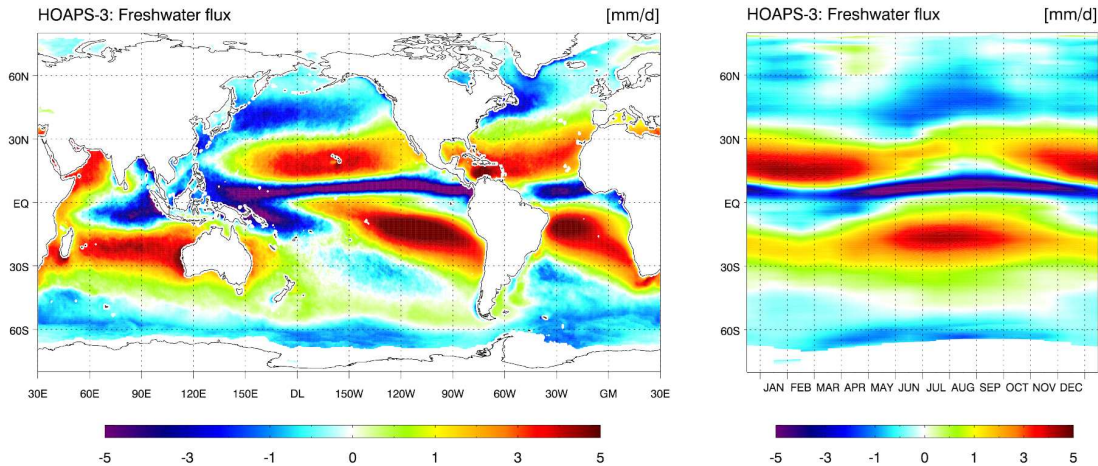 HOAPS-3: Freshwater flux [mm/d]
60N
30N
EQ
30S
60S
30E 60E 90E 120E 150E DL 150W 120W 90W 60W 30W GM 30E
-5 -3 -1 0 1 3 5
HOAPS-3: Freshwater flux [mm/d]
60N
30N
EQ
30S
60S
JAN FEB MAR APR MAY JUN JUL AUG SEP OCT NOV DEC
-5 -3 -1 0 1 3 5